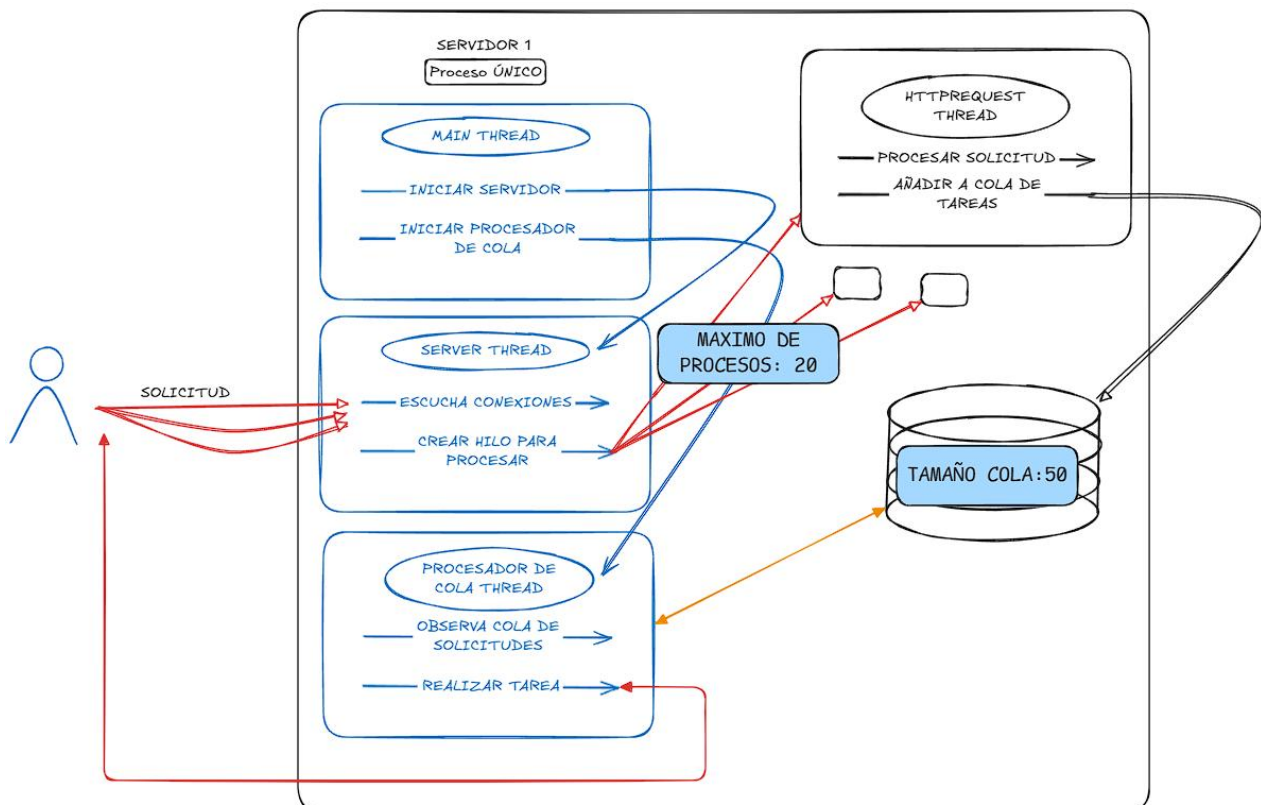 SERVIDOR 1
Proceso ÚNICO
MAIN THREAD
INICIAR SERVIDOR
INICIAR PROCESADOR
DE COLA
HTTPREQUEST
THREAD
PROCESAR SOLICITUD
AÑADIR A COLA DE
TAREAS
SERVER THREAD
ESCUCHA CONEXIONES
CREAR HILO PARA
PROCESAR
MAXIMO DE
PROCESOS: 20
SOLICITUD
TAMAÑO COLA:50
PROCESADOR DE
COLA THREAD
OBSERVA COLA DE
SOLICITUDES
REALIZAR TAREA